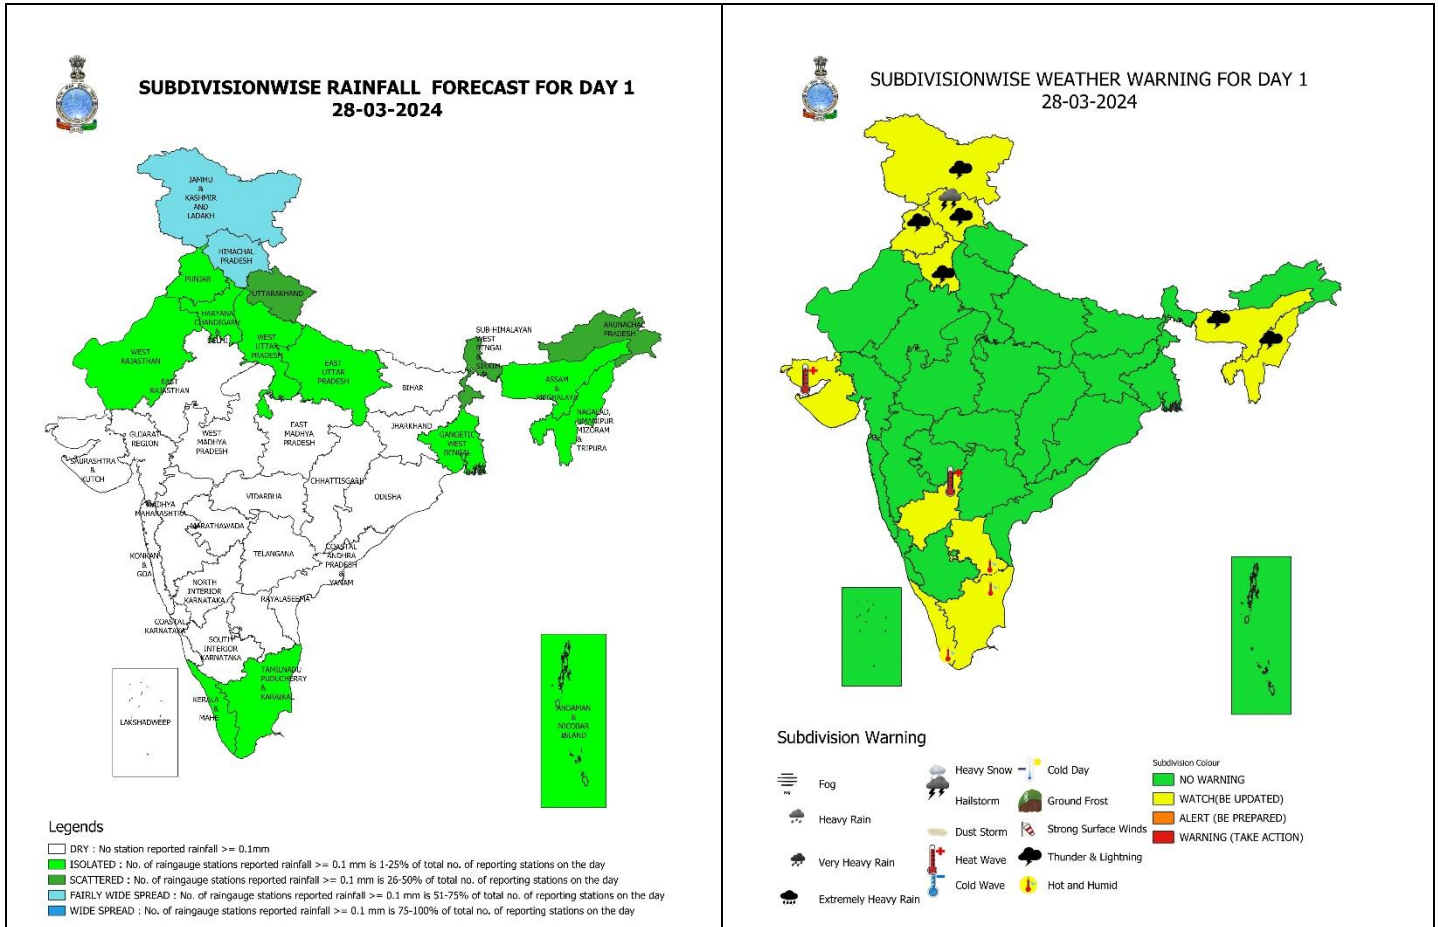 SUBDIVISIONWISE RAINFALL FORECAST FOR DAY 1
28-03-2024
JAMMU
&
KASHMIR
AND
LADAKH
HIMACHAL
PRADESH
PUNJAB
UTTARAKHAND
HARYANA
CHANDIGARH
&
DELHI
WEST
UTTAR
PRADESH
WEST
RAJASTHAN
EAST
RAJASTHAN
EAST
UTTAR
PRADESH
SUB-HIMALAYAN
WEST
BENGAL
&
SIKKIM
ARUNACHAL
PRADESH
BIHAR
ASSAM
&
MEGHALAYA
NAGALAD,
MANIPUR
MIZORAM
&
TRIPURA
JHARKHAND
GANGETIC
WEST
BENGAL
GUJARAT
REGION
WEST
MADHYA
PRADESH
EAST
MADHYA
PRADESH
SAURASHTRA
&
KUTCH
CHHATTISGARH
ODISHA
VIDARBHA
MADHYA
MAHARASHTRA
MARATHAWADA
KONKAN
&
GOA
TELANGANA
COASTAL
ANDHRA
PRADESH
&
YANAM
NORTH
INTERIOR
KARNATAKA
RAYALASEEMA
COASTAL
KARNATAKA
SOUTH
INTERIOR
KARNATAKA
TAMILNADU
PUDUCHERRY
&
KARAIKAL
KERALA
&
MAHE
LAKSHADWEEP
ANDAMAN
&
NICOBAR
ISLAND
Legends
DRY : No station reported rainfall >= 0.1mm
ISOLATED : No. of raingauge stations reported rainfall >= 0.1 mm is 1-25% of total no. of reporting stations on the day
SCATTERED : No. of raingauge stations reported rainfall >= 0.1 mm is 26-50% of total no. of reporting stations on the day
FAIRLY WIDE SPREAD : No. of raingauge stations reported rainfall >= 0.1 mm is 51-75% of total no. of reporting stations on the day
WIDE SPREAD : No. of raingauge stations reported rainfall >= 0.1 mm is 75-100% of total no. of reporting stations on the day
SUBDIVISIONWISE WEATHER WARNING FOR DAY 1
28-03-2024
Subdivision Warning
Fog
Heavy Rain
Very Heavy Rain
Extremely Heavy Rain
Heavy Snow
Hailstorm
Dust Storm
Heat Wave
Cold Wave
Cold Day
Ground Frost
Strong Surface Winds
Thunder & Lightning
Hot and Humid
Subdivision Colour
NO WARNING
WATCH(BE UPDATED)
ALERT (BE PREPARED)
WARNING (TAKE ACTION)